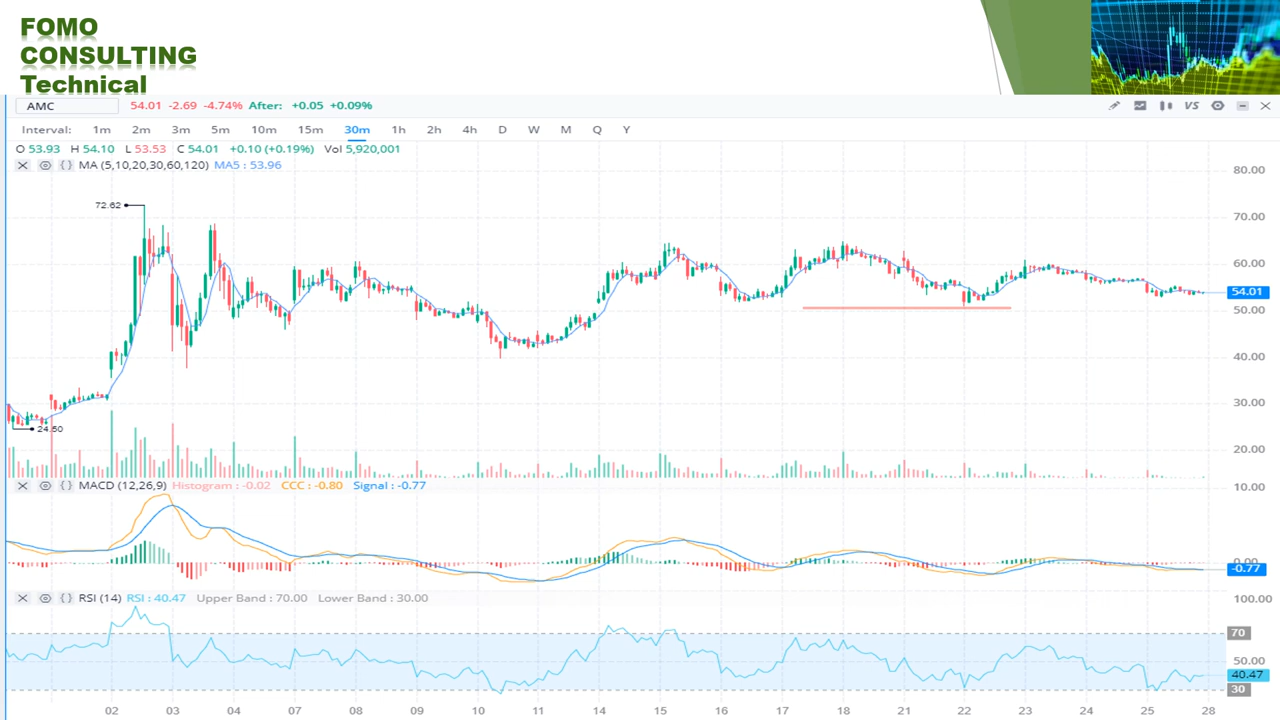 FOMO
CONSULTING
Technical
AMC 54.01 -2.69 -4.74% After: +0.05 +0.09% VS
Interval: 1m 2m 3m 5m 10m 15m 30m 1h 2h 4h D W M Q Y
O 53.93 H 54.10 L 53.53 C 54.01 +0.10 (+0.19%) Vol 5,920,001
MA (5,10,20,30,60,120) MA5 : 53.96
80.00
72.62
70.00
60.00
54.01
50.00
40.00
30.00
24.50
20.00
MACD (12,26,9) Histogram : -0.02 CCC : -0.80 Signal : -0.77
10.00
0.00
-0.77
RSI (14) RSI : 40.47 Upper Band : 70.00 Lower Band : 30.00
100.00
70
50.00
40.47
30
02 03 04 07 08 09 10 11 14 15 16 17 18 21 22 23 24 25 28